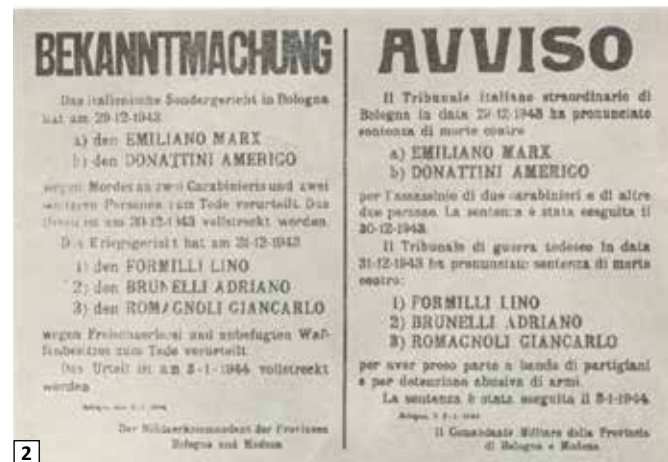 BEKANNTMACHUNG
Das italienische Sondergericht in Bologna
hat am 29-12-1943
a) den EMILIANO MARX
b) den DONATTINI AMERICO
wegen Mordes an zwei Carabinieris und zwei
weiteren Personen zum Tode verurteilt. Das
Urteil ist am 30-12-1943 vollstreckt worden.
Das Kriegsgericht hat am 31-12-1943
1) den FORMILLI LINO
2) den BRUNELLI ADRIANO
3) den ROMAGNOLI GIANCARLO
wegen Freischaerlerei und unbefugten Waf-
fenbesitzes zum Tode verurteilt.
Das Urteil ist am 3-1-1944 vollstreckt
worden
Der Militaerkommandant der Provinzen
Bologna und Modena
AVVISO
Il Tribunale italiano straordinario di
Bologna in data 29-12-1943 ha pronunciato
sentenza di morte contro
a) EMILIANO MARX
b) DONATTINI AMERICO
per l'assassinio di due carabinieri e di altre
due persone. La sentenza è stata eseguita il
30-12-1943.
Il Tribunale di guerra tedesco in data
31-12-1943 ha pronunciato sentenza di morte
contro:
1) FORMILLI LINO
2) BRUNELLI ADRIANO
3) ROMAGNOLI GIANCARLO
per aver preso parte a banda di partigiani
e per detenzione abusiva di armi.
La sentenza è stata eseguita il 3-1-1944
Il Comandante Militare della Provincia
di Bologna e Modena
2